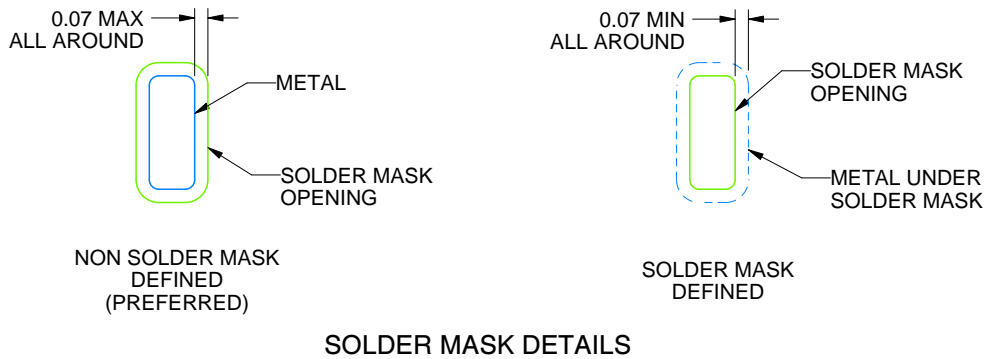 0.07 MAX
ALL AROUND
METAL
SOLDER MASK
OPENING
NON SOLDER MASK
DEFINED
(PREFERRED)
0.07 MIN
ALL AROUND
SOLDER MASK
OPENING
METAL UNDER
SOLDER MASK
SOLDER MASK
DEFINED
SOLDER MASK DETAILS